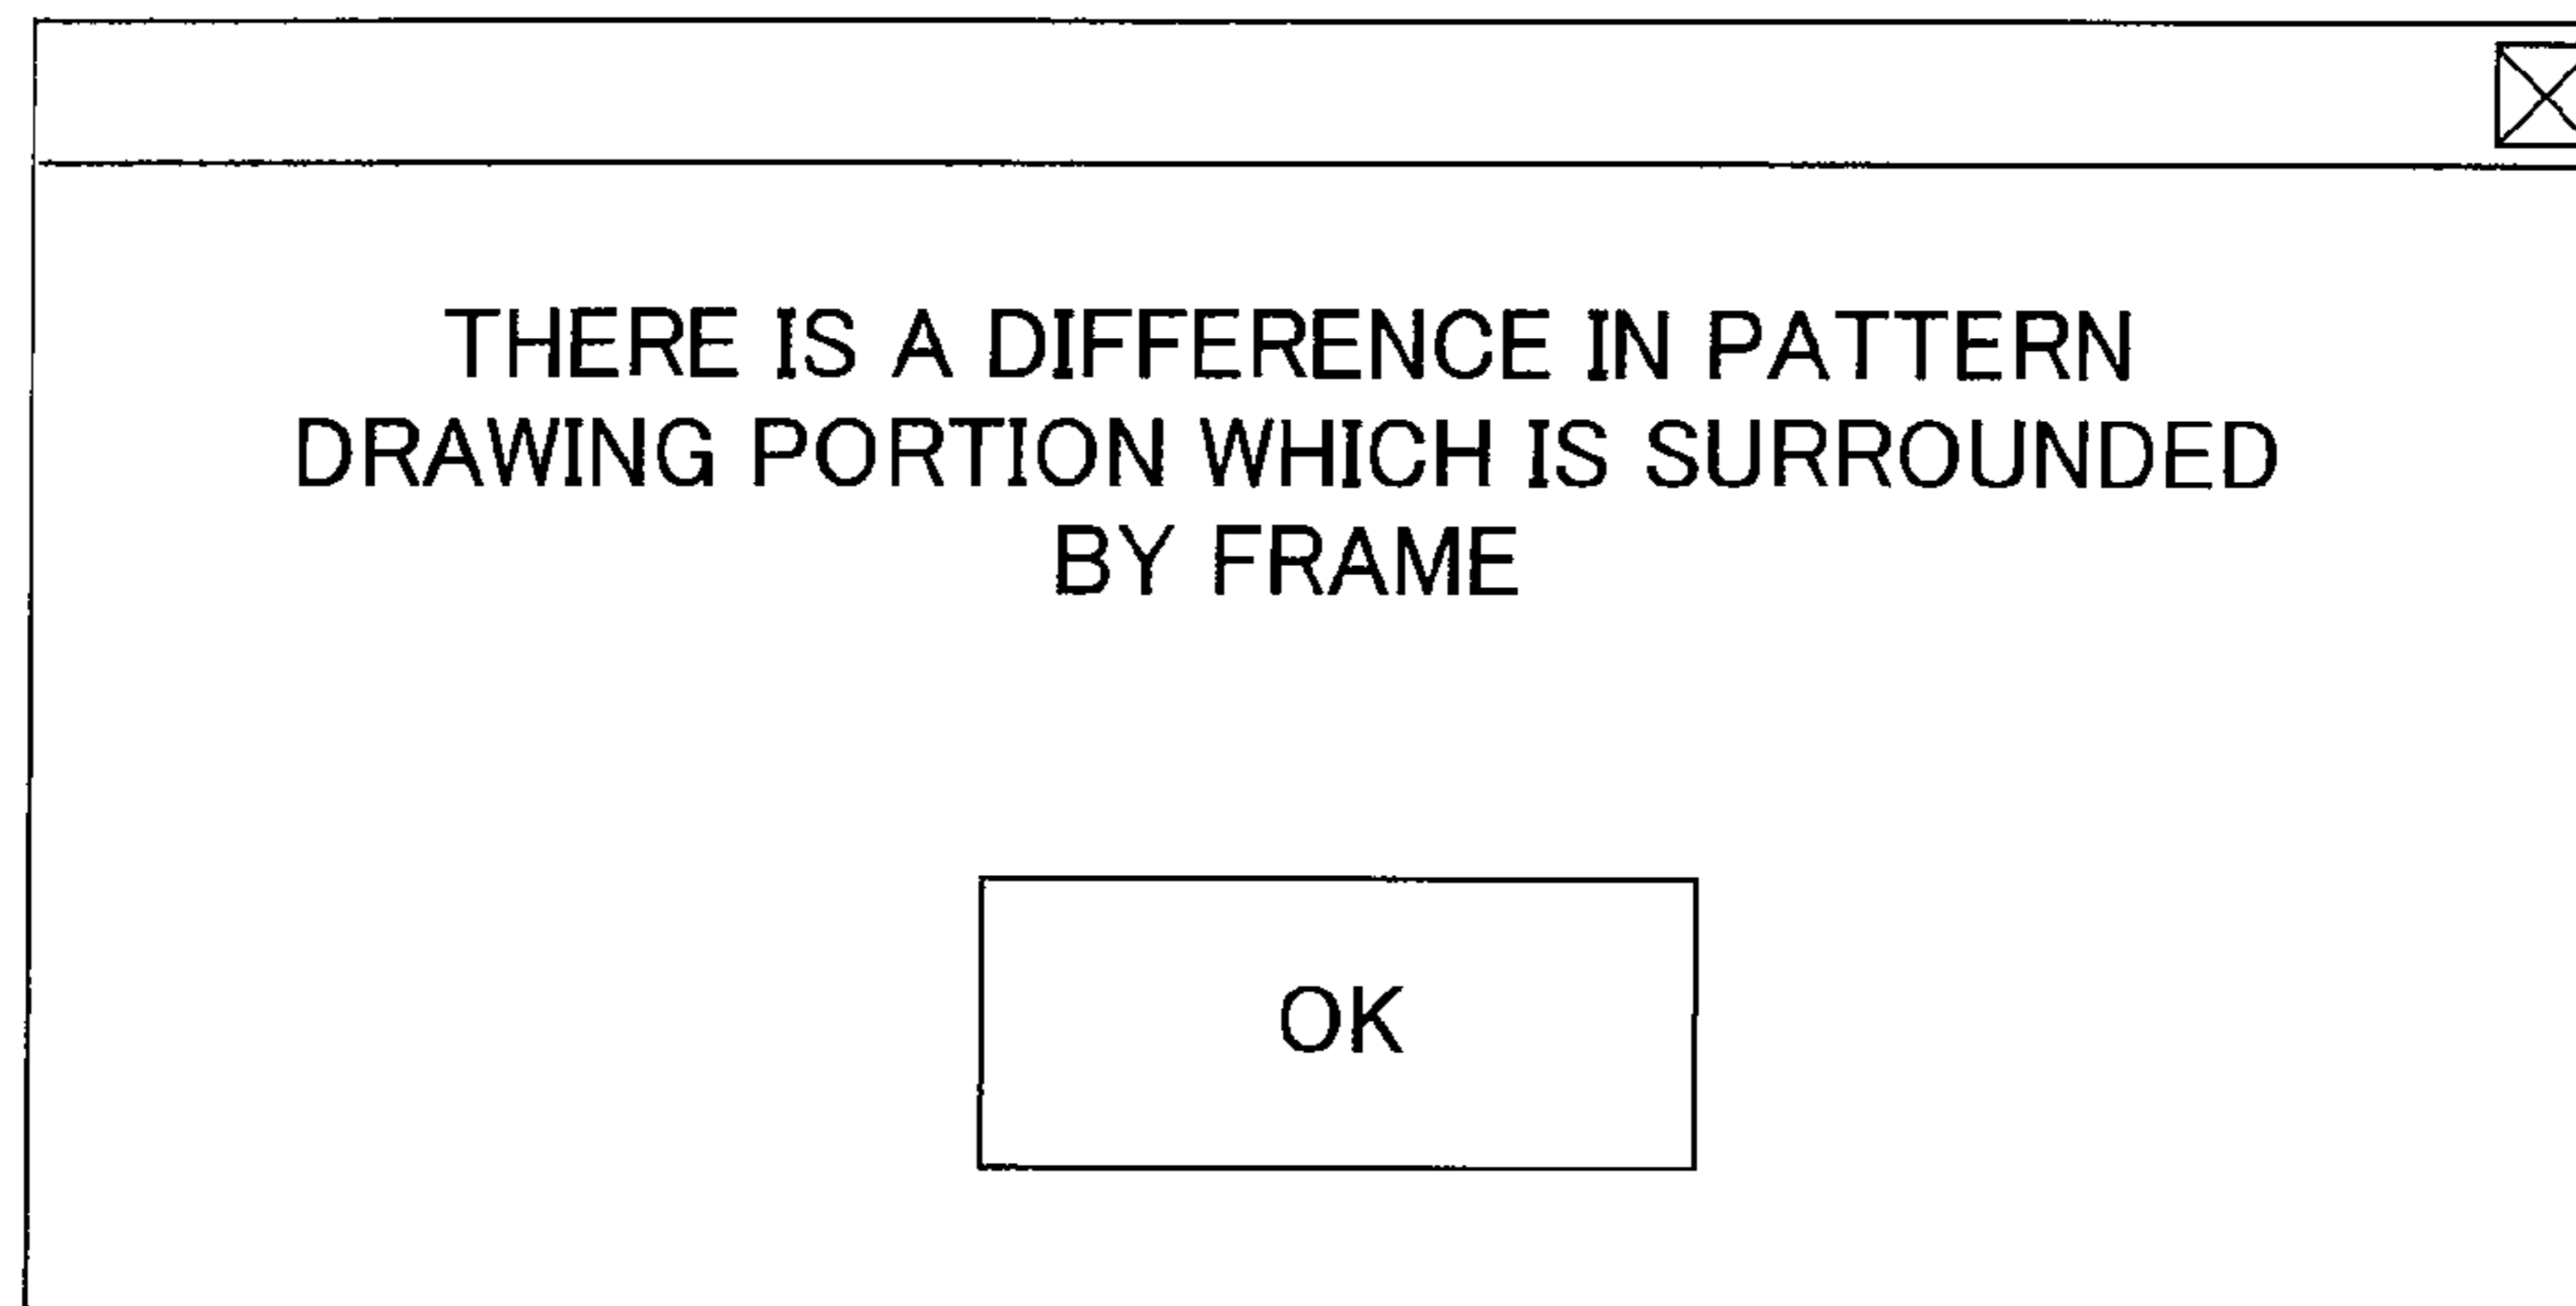 THERE IS A DIFFERENCE IN PATTERN
DRAWING PORTION WHICH IS SURROUNDED
BY FRAME
OK